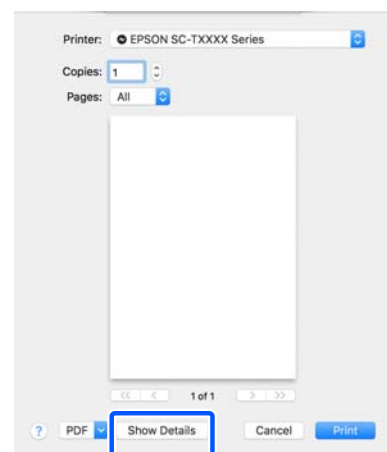 Printer: EPSON SC-TXXXX Series
Copies: 1
Pages: All
<< < 1 of 1 > >>
? PDF Show Details Cancel Print